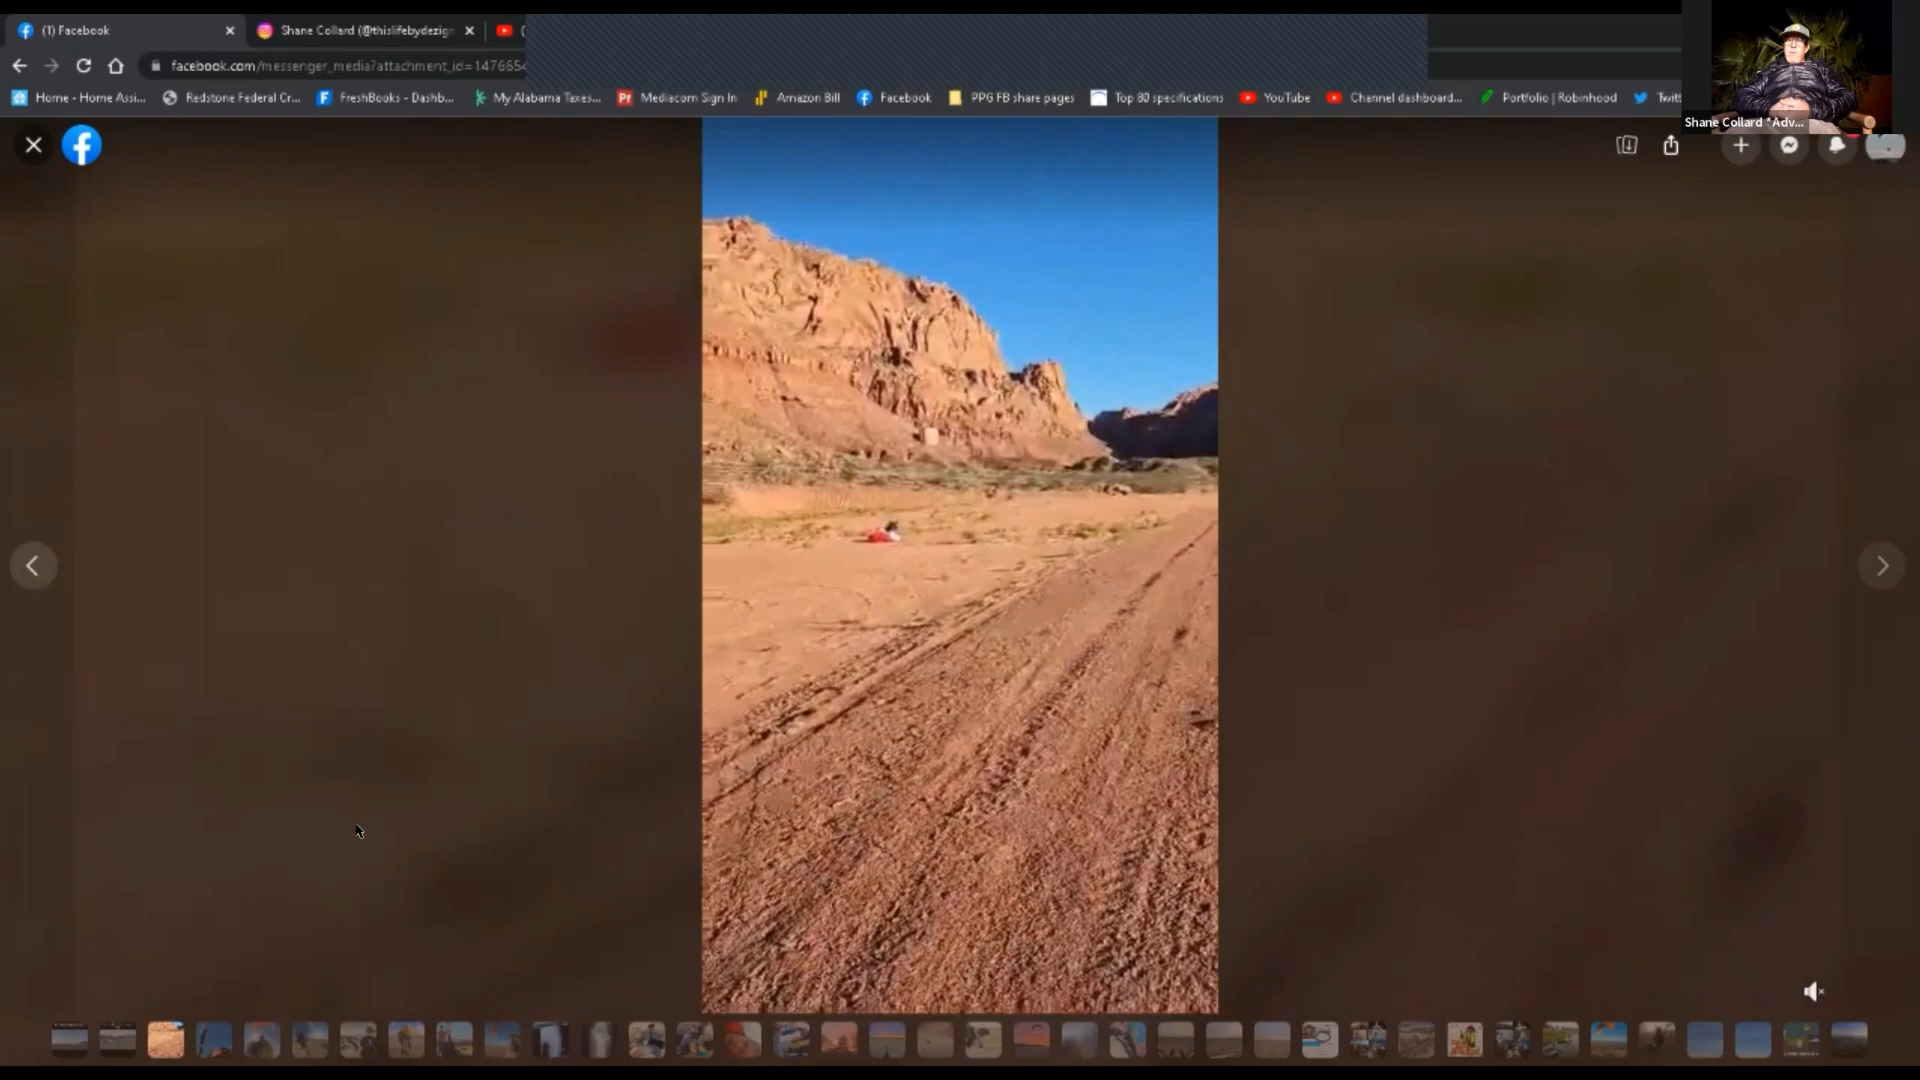 (1) Facebook
Shane Collard (@thislifebydezign
facebook.com/messenger_media?attachment_id=1476654
Home - Home Assi...
Redstone Federal Cr...
FreshBooks - Dashb...
My Alabama Taxes...
Mediacom Sign In
Amazon Bill
Facebook
PPG FB share pages
Top 80 specifications
YouTube
Channel dashboard...
Portfolio | Robinhood
Twitt
Shane Collard *Adv...